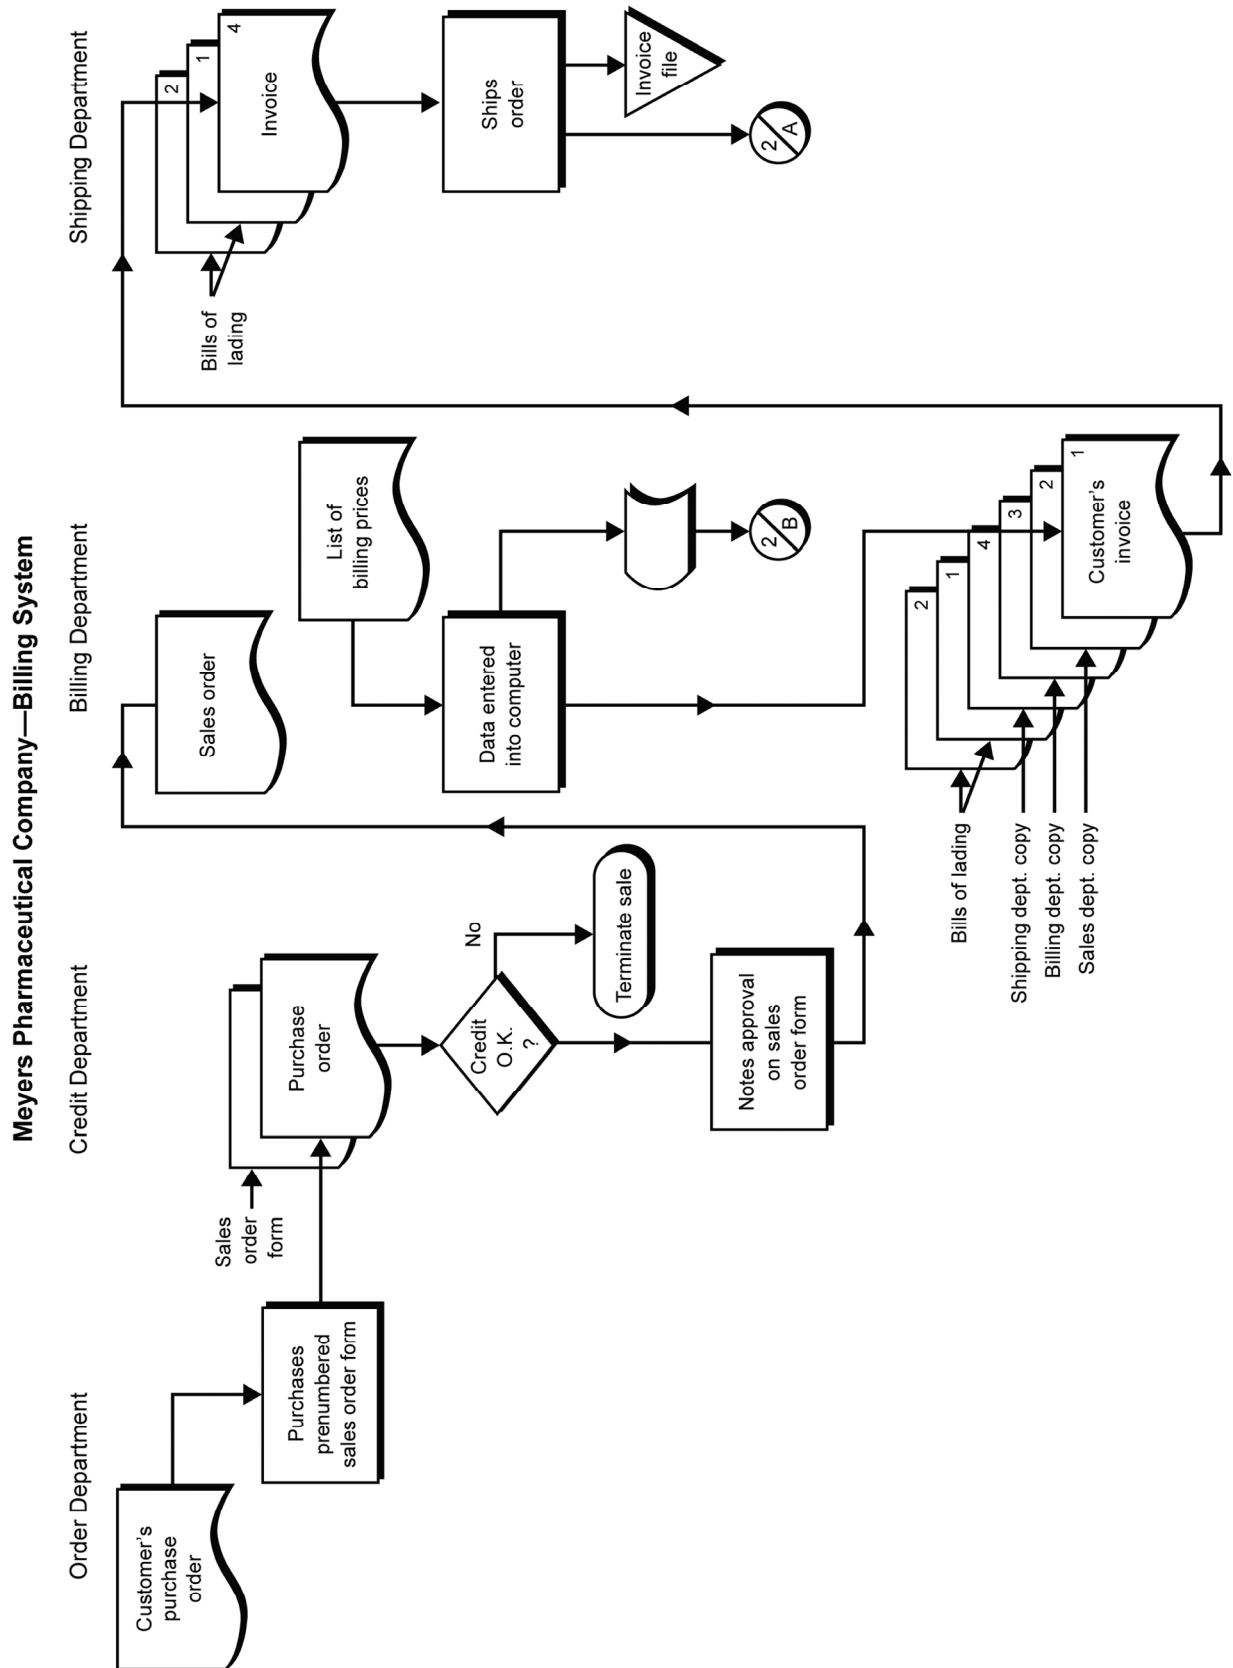 Meyers Pharmaceutical Company—Billing System
Order Department
Customer's
purchase
order
Purchases
prenumbered
sales order form
Credit Department
Sales
order
form
Purchase
order
Credit
O.K.
?
No
Terminate sale
Notes approval
on sales
order form
Billing Department
Sales order
List of
billing prices
Data entered
into computer
2
B
2
1
4
3
2
1
Customer's
invoice
Bills of lading
Shipping dept. copy
Billing dept. copy
Sales dept. copy
Shipping Department
2
1
4
Invoice
Bills of
lading
Ships
order
Invoice
file
2
A